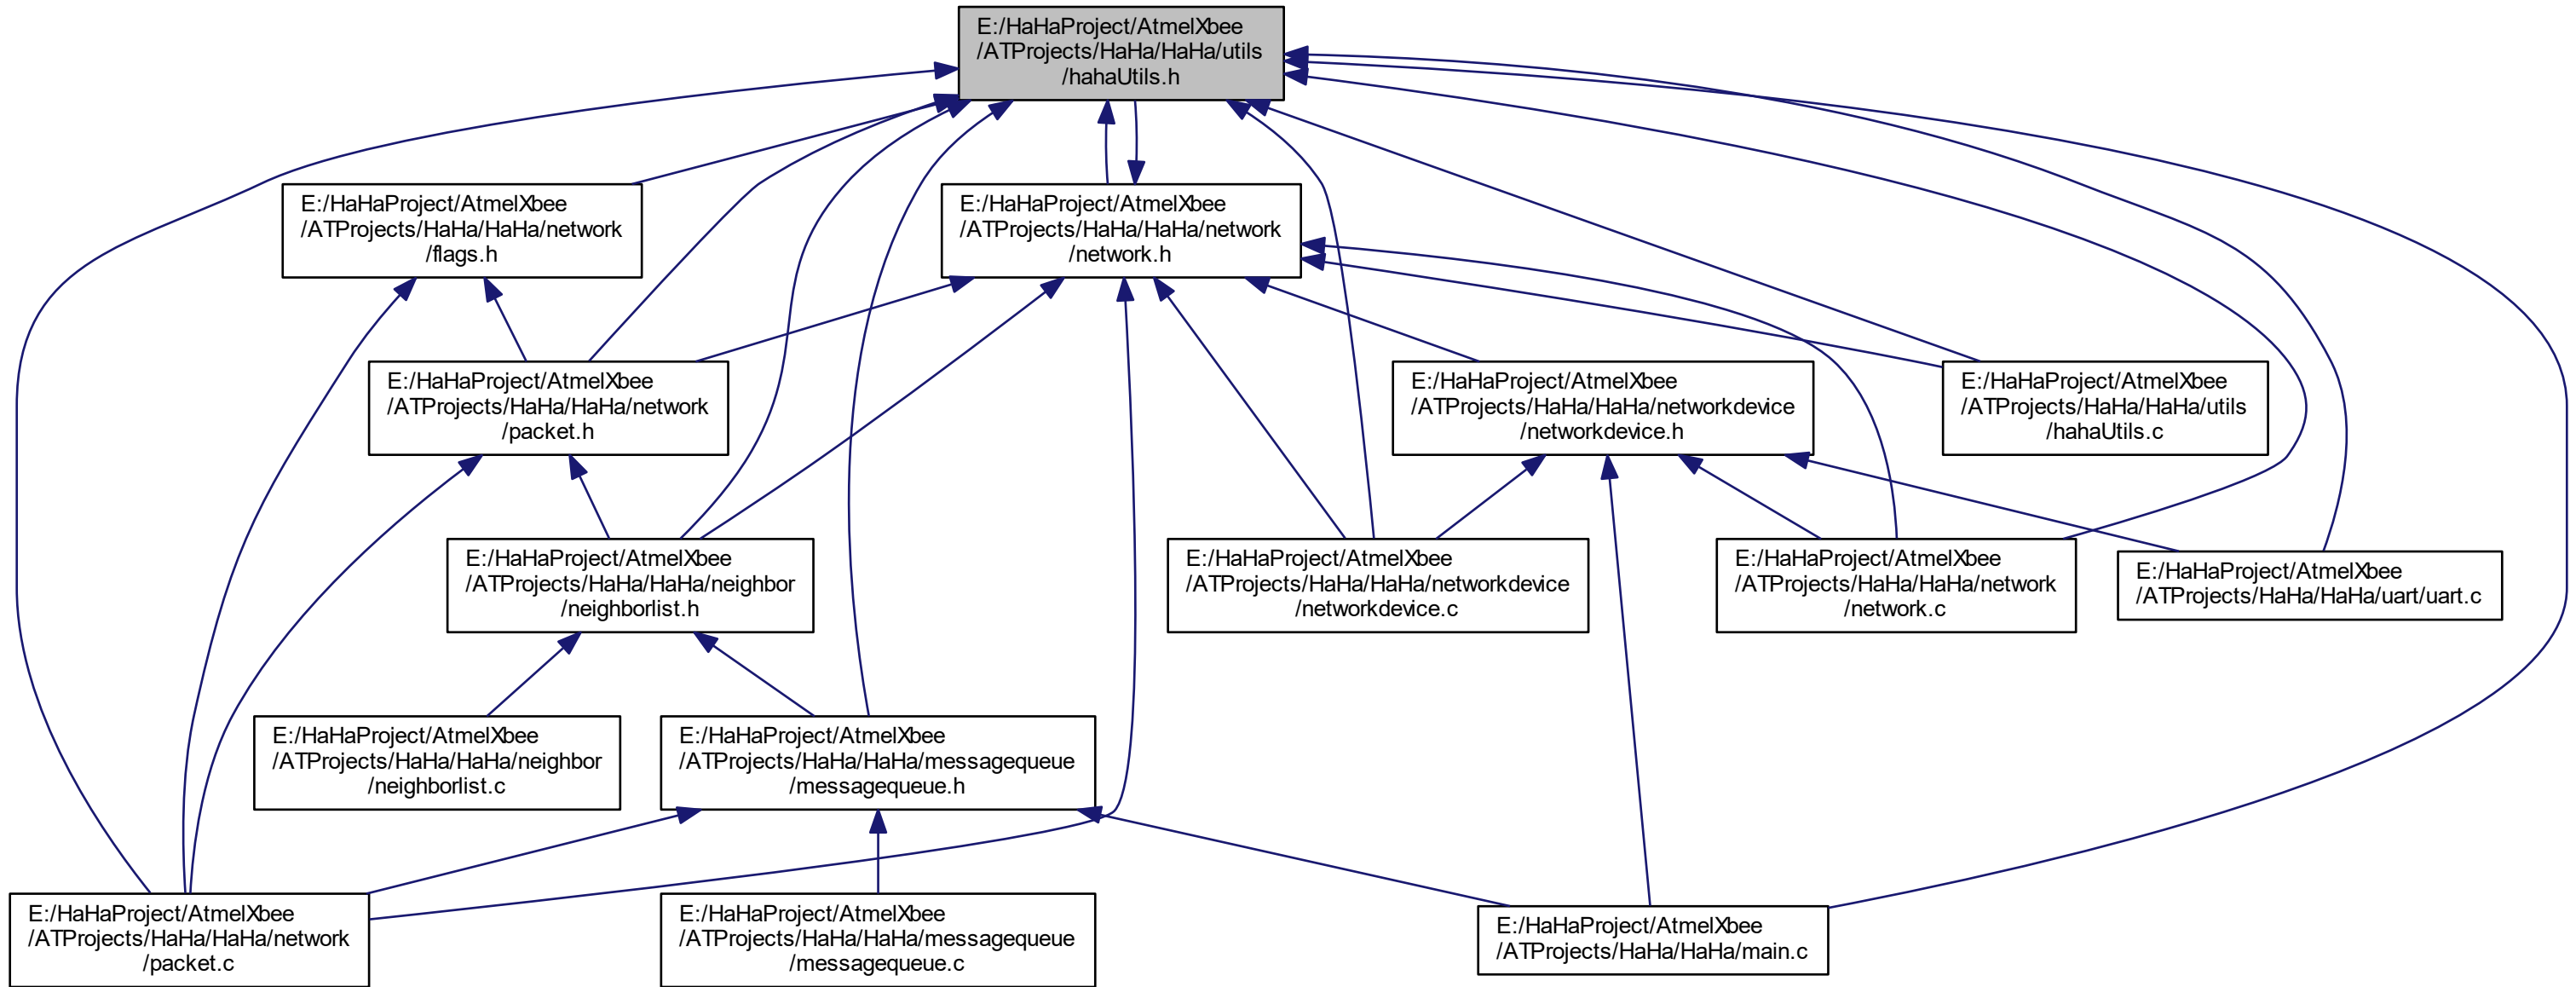 E:/HaHaProject/AtmelXbee
/ATProjects/HaHa/HaHa/utils
/hahaUtils.h
E:/HaHaProject/AtmelXbee
/ATProjects/HaHa/HaHa/network
/flags.h
E:/HaHaProject/AtmelXbee
/ATProjects/HaHa/HaHa/network
/network.h
E:/HaHaProject/AtmelXbee
/ATProjects/HaHa/HaHa/network
/packet.h
E:/HaHaProject/AtmelXbee
/ATProjects/HaHa/HaHa/networkdevice
/networkdevice.h
E:/HaHaProject/AtmelXbee
/ATProjects/HaHa/HaHa/utils
/hahaUtils.c
E:/HaHaProject/AtmelXbee
/ATProjects/HaHa/HaHa/neighbor
/neighborlist.h
E:/HaHaProject/AtmelXbee
/ATProjects/HaHa/HaHa/networkdevice
/networkdevice.c
E:/HaHaProject/AtmelXbee
/ATProjects/HaHa/HaHa/network
/network.c
E:/HaHaProject/AtmelXbee
/ATProjects/HaHa/HaHa/uart/uart.c
E:/HaHaProject/AtmelXbee
/ATProjects/HaHa/HaHa/neighbor
/neighborlist.c
E:/HaHaProject/AtmelXbee
/ATProjects/HaHa/HaHa/messagequeue
/messagequeue.h
E:/HaHaProject/AtmelXbee
/ATProjects/HaHa/HaHa/network
/packet.c
E:/HaHaProject/AtmelXbee
/ATProjects/HaHa/HaHa/messagequeue
/messagequeue.c
E:/HaHaProject/AtmelXbee
/ATProjects/HaHa/HaHa/main.c